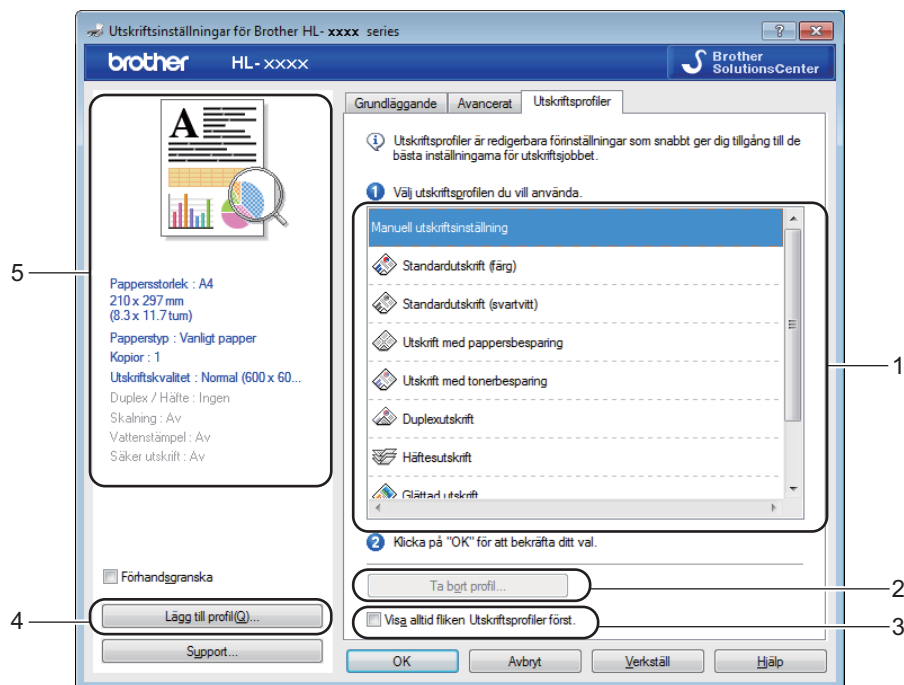 Utskriftsinställningar för Brother HL- xxxx series
brother HL-xxxx
Brother
SolutionsCenter
A
Pappersstorlek : A4
210 x 297 mm
(8.3 x 11.7 tum)
Papperstyp : Vanligt papper
Kopior : 1
Utskriftskvalitet : Normal (600 x 60...
Duplex / Häfte : Ingen
Skalning : Av
Vattenstämpel : Av
Säker utskrift : Av
Förhandsgranska
Lägg till profil(Q)...
Support...
Grundläggande Avancerat Utskriftsprofiler
Utskriftsprofiler är redigerbara förinställningar som snabbt ger dig tillgång till de
bästa inställningarna för utskriftsjobbet.
1 Välj utskriftsprofilen du vill använda.
Manuell utskriftsinställning
Standardutskrift (färg)
Standardutskrift (svartvitt)
Utskrift med pappersbesparing
Utskrift med tonerbesparing
Duplexutskrift
Häftesutskrift
Glättad utskrift
2 Klicka på "OK" för att bekräfta ditt val.
Ta bort profil...
Visa alltid fliken Utskriftsprofiler först.
OK Avbryt Verkställ Hjälp
1
2
3
4
5